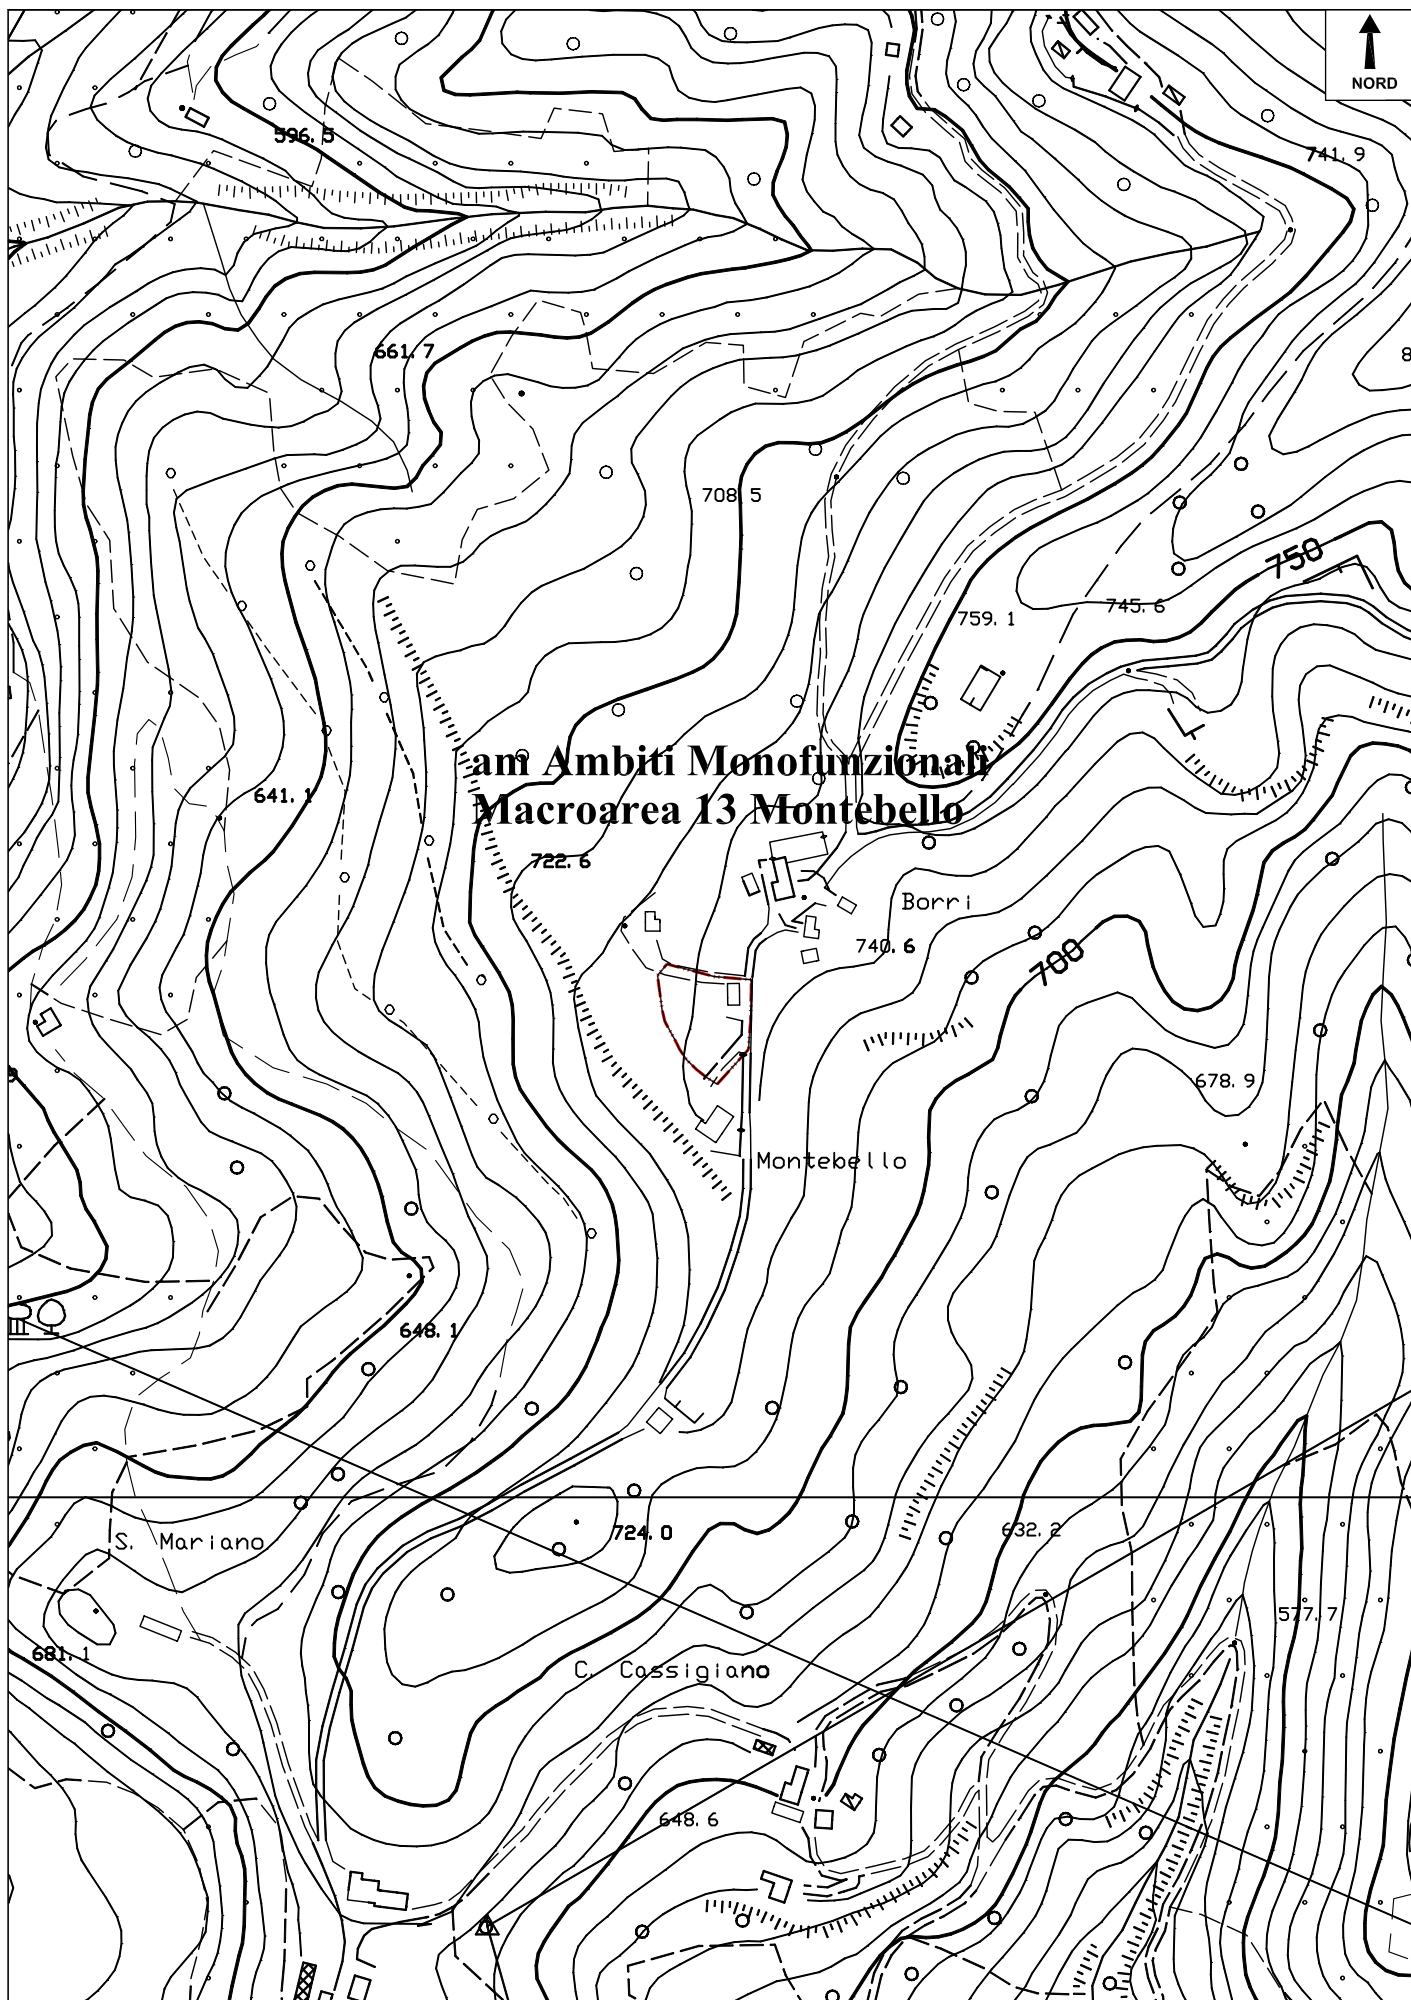 NORD
596. 5
741. 9
661. 7
8
708. 5
750
759. 1
745. 6
am Ambiti Monofunzionali
Macroarea 13 Montebello
641. 1
722. 6
Borri
740. 6
700
678. 9
Montebello
648. 1
724. 0
632. 2
S. Mariano
577. 7
681. 1
C. Cassigiano
648. 6